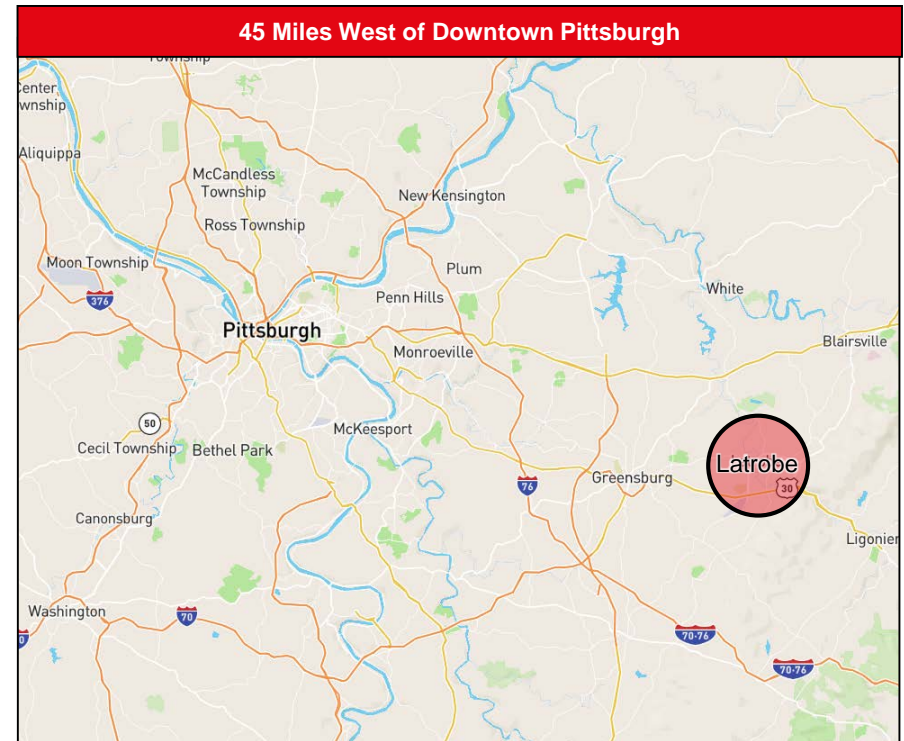 45 Miles West of Downtown Pittsburgh
Township
Center
wnship
Aliquippa
McCandless
Township
New Kensington
Ross Township
Moon Township
Plum
376
Penn Hills
White
Pittsburgh
Blairsville
Monroeville
50
McKeesport
Cecil Township
Bethel Park
Latrobe
Greensburg
76
30
Canonsburg
Ligonier
Washington
70
0
70-76
70-76